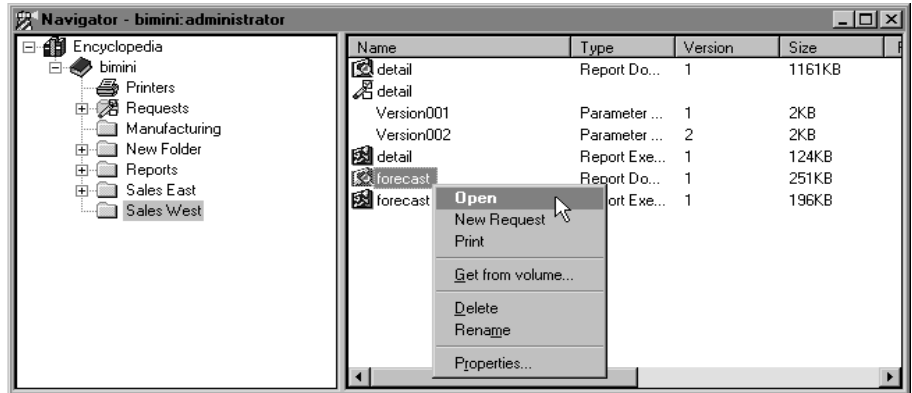 Navigator - bimini:administrator
Encyclopedia
bimini
Printers
Requests
Manufacturing
New Folder
Reports
Sales East
Sales West
Name Type Version Size
detail Report Do... 1 1161KB
detail
Version001 Parameter ... 1 2KB
Version002 Parameter ... 2 2KB
detail Report Exe... 1 124KB
forecast Report Do... 1 251KB
forecast ort Exe... 1 196KB
Open
New Request
Print
Get from volume...
Delete
Rename
Properties...